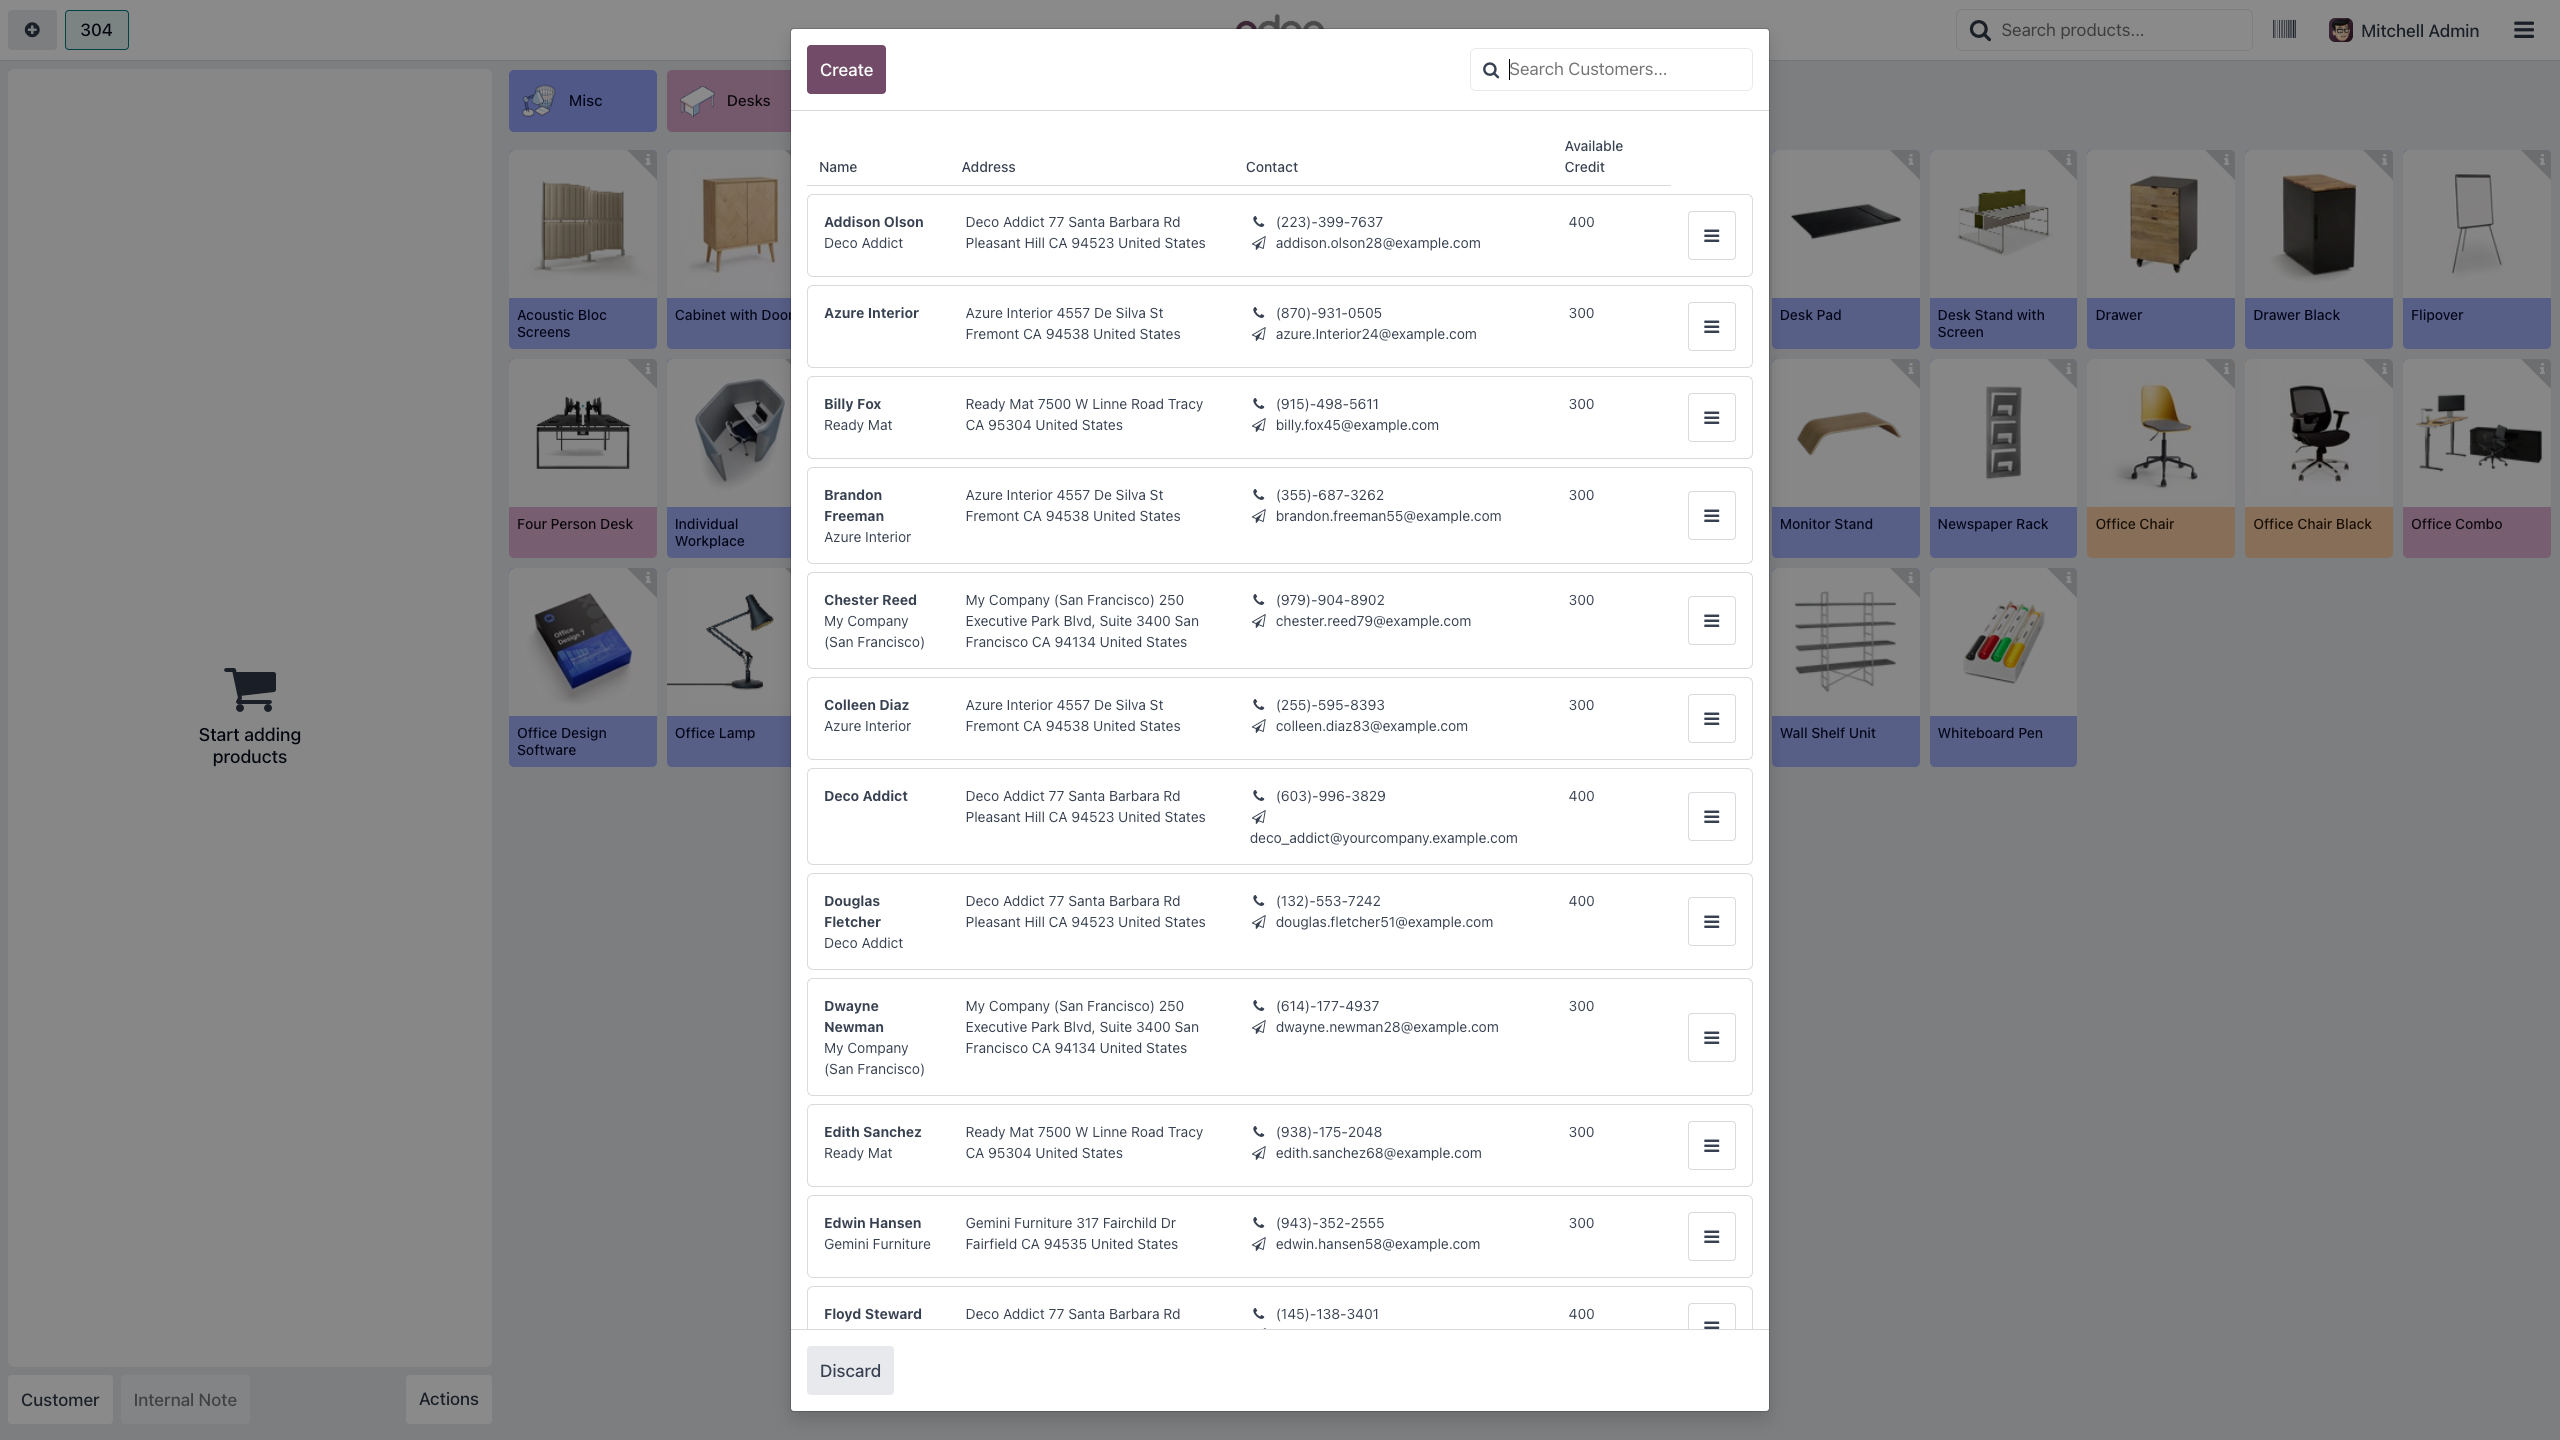 304
Search products...
Mitchell Admin
Create
Search Customers...
Misc
Desks
Name
Address
Contact
Available
Credit
Addison Olson
Deco Addict
Deco Addict 77 Santa Barbara Rd
Pleasant Hill CA 94523 United States
(223)-399-7637
addison.olson28@example.com
400
Azure Interior
Azure Interior 4557 De Silva St
Fremont CA 94538 United States
(870)-931-0505
azure.Interior24@example.com
300
Billy Fox
Ready Mat
Ready Mat 7500 W Linne Road Tracy
CA 95304 United States
(915)-498-5611
billy.fox45@example.com
300
Brandon
Freeman
Azure Interior
Azure Interior 4557 De Silva St
Fremont CA 94538 United States
(355)-687-3262
brandon.freeman55@example.com
300
Chester Reed
My Company
(San Francisco)
My Company (San Francisco) 250
Executive Park Blvd, Suite 3400 San
Francisco CA 94134 United States
(979)-904-8902
chester.reed79@example.com
300
Colleen Diaz
Azure Interior
Azure Interior 4557 De Silva St
Fremont CA 94538 United States
(255)-595-8393
colleen.diaz83@example.com
300
Deco Addict
Deco Addict 77 Santa Barbara Rd
Pleasant Hill CA 94523 United States
(603)-996-3829
deco_addict@yourcompany.example.com
400
Douglas
Fletcher
Deco Addict
Deco Addict 77 Santa Barbara Rd
Pleasant Hill CA 94523 United States
(132)-553-7242
douglas.fletcher51@example.com
400
Dwayne
Newman
My Company
(San Francisco)
My Company (San Francisco) 250
Executive Park Blvd, Suite 3400 San
Francisco CA 94134 United States
(614)-177-4937
dwayne.newman28@example.com
300
Edith Sanchez
Ready Mat
Ready Mat 7500 W Linne Road Tracy
CA 95304 United States
(938)-175-2048
edith.sanchez68@example.com
300
Edwin Hansen
Gemini Furniture
Gemini Furniture 317 Fairchild Dr
Fairfield CA 94535 United States
(943)-352-2555
edwin.hansen58@example.com
300
Floyd Steward
Deco Addict 77 Santa Barbara Rd
(145)-138-3401
400
Discard
Acoustic Bloc
Screens
Cabinet with Door
Desk Pad
Desk Stand with
Screen
Drawer
Drawer Black
Flipover
Four Person Desk
Individual
Workplace
Monitor Stand
Newspaper Rack
Office Chair
Office Chair Black
Office Combo
Office
Design 7
Office Design
Software
Office Lamp
Wall Shelf Unit
Whiteboard Pen
Start adding
products
Customer
Internal Note
Actions